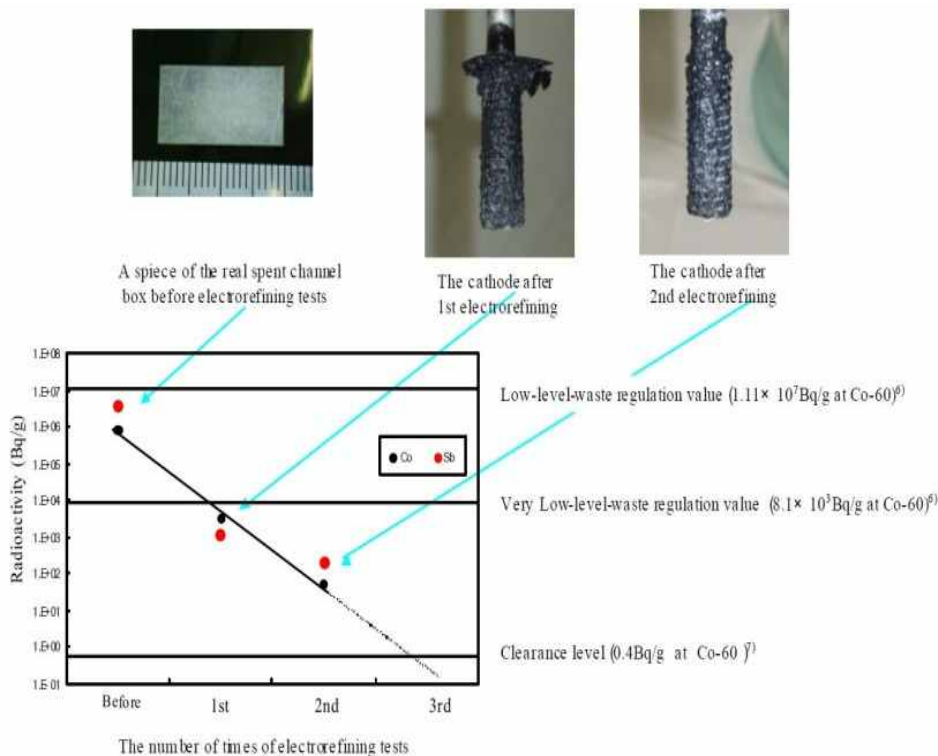 A spiece of the real spent channel
box before electrorefining tests
The cathode after
1st electrorefining
The cathode after
2nd electrorefining
1.E+08
1.E+07
1.E+06
1.E+05
1.E+04
1.E+03
1.E+02
1.E+01
1.E+00
1.E-01
Radioactivity (Bq/g)
Co
Sb
Low-level-waste regulation value (1.11× 10⁷Bq/g at Co-60)⁶⁾
Very Low-level-waste regulation value (8.1× 10³Bq/g at Co-60)⁶⁾
Clearance level (0.4Bq/g at Co-60 )⁷⁾
Before
1st
2nd
3rd
The number of times of electrorefining tests